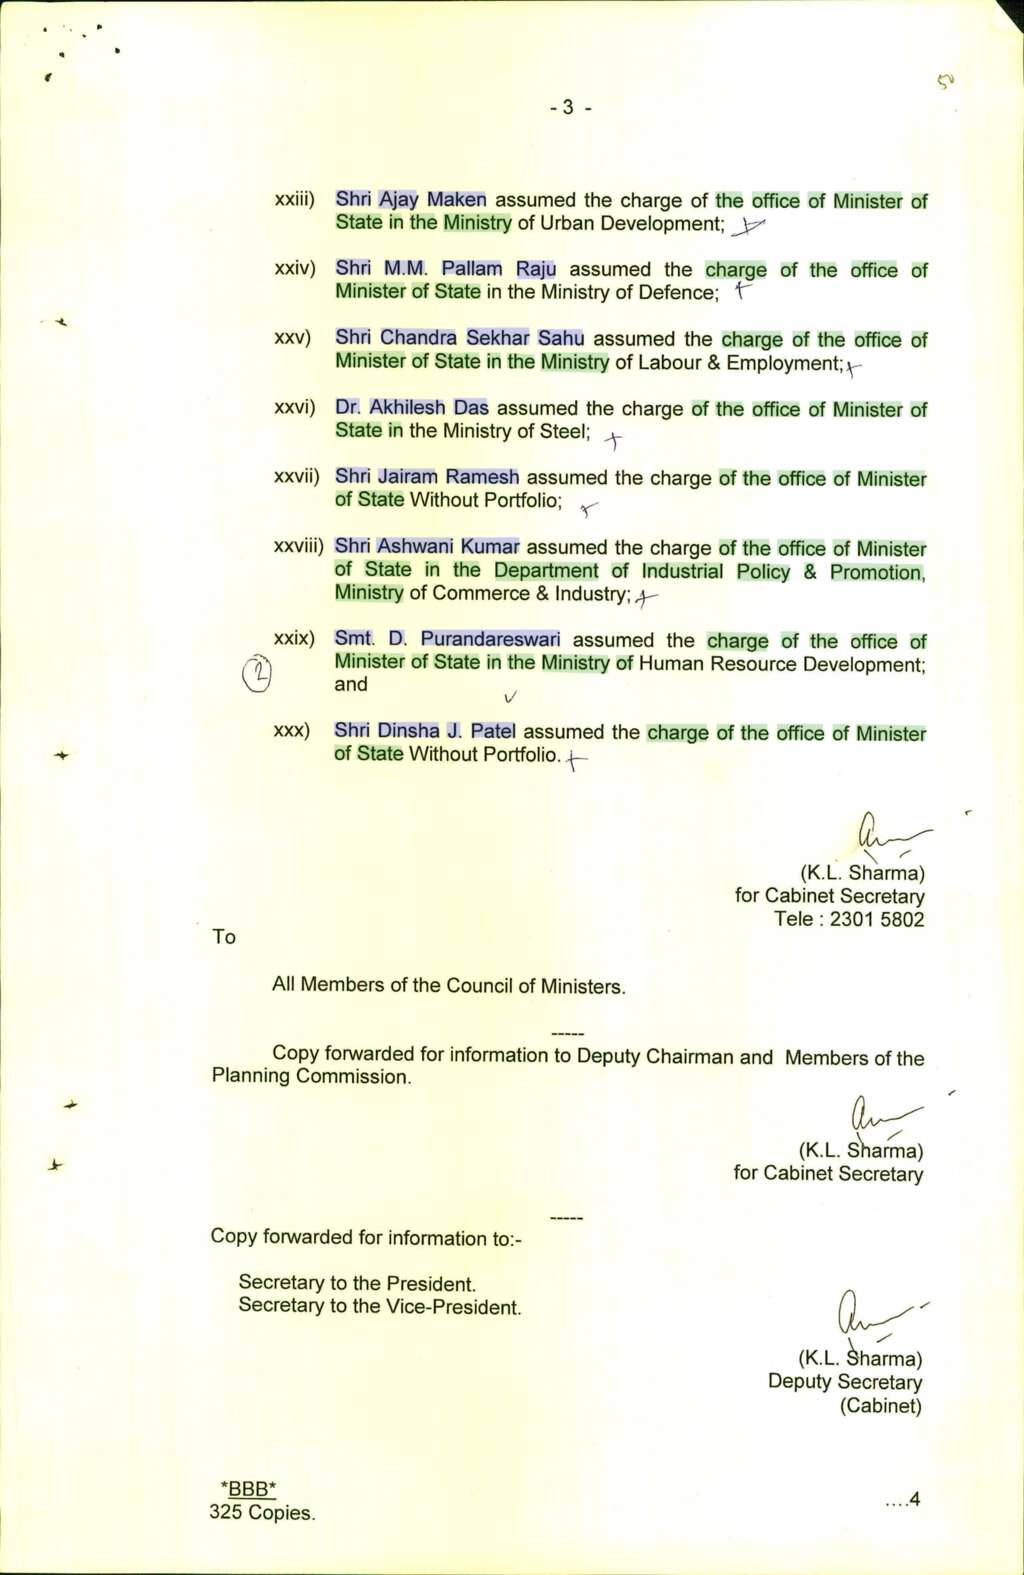 50
- 3 -
xxiii) Shri Ajay Maken assumed the charge of the office of Minister of
State in the Ministry of Urban Development;
xxiv) Shri M.M. Pallam Raju assumed the charge of the office of
Minister of State in the Ministry of Defence;
xxv) Shri Chandra Sekhar Sahu assumed the charge of the office of
Minister of State in the Ministry of Labour & Employment;
xxvi) Dr. Akhilesh Das assumed the charge of the office of Minister of
State in the Ministry of Steel;
xxvii) Shri Jairam Ramesh assumed the charge of the office of Minister
of State Without Portfolio;
xxviii) Shri Ashwani Kumar assumed the charge of the office of Minister
of State in the Department of Industrial Policy & Promotion,
Ministry of Commerce & Industry;
xxix) Smt. D. Purandareswari assumed the charge of the office of
Minister of State in the Ministry of Human Resource Development;
2
and
xxx) Shri Dinsha J. Patel assumed the charge of the office of Minister
of State Without Portfolio.
(K.L. Sharma)
for Cabinet Secretary
Tele : 2301 5802
To
All Members of the Council of Ministers.
-----
Copy forwarded for information to Deputy Chairman and Members of the
Planning Commission.
(K.L. Sharma)
for Cabinet Secretary
-----
Copy forwarded for information to:-
Secretary to the President.
Secretary to the Vice-President.
(K.L. Sharma)
Deputy Secretary
(Cabinet)
*BBB*
325 Copies.
....4